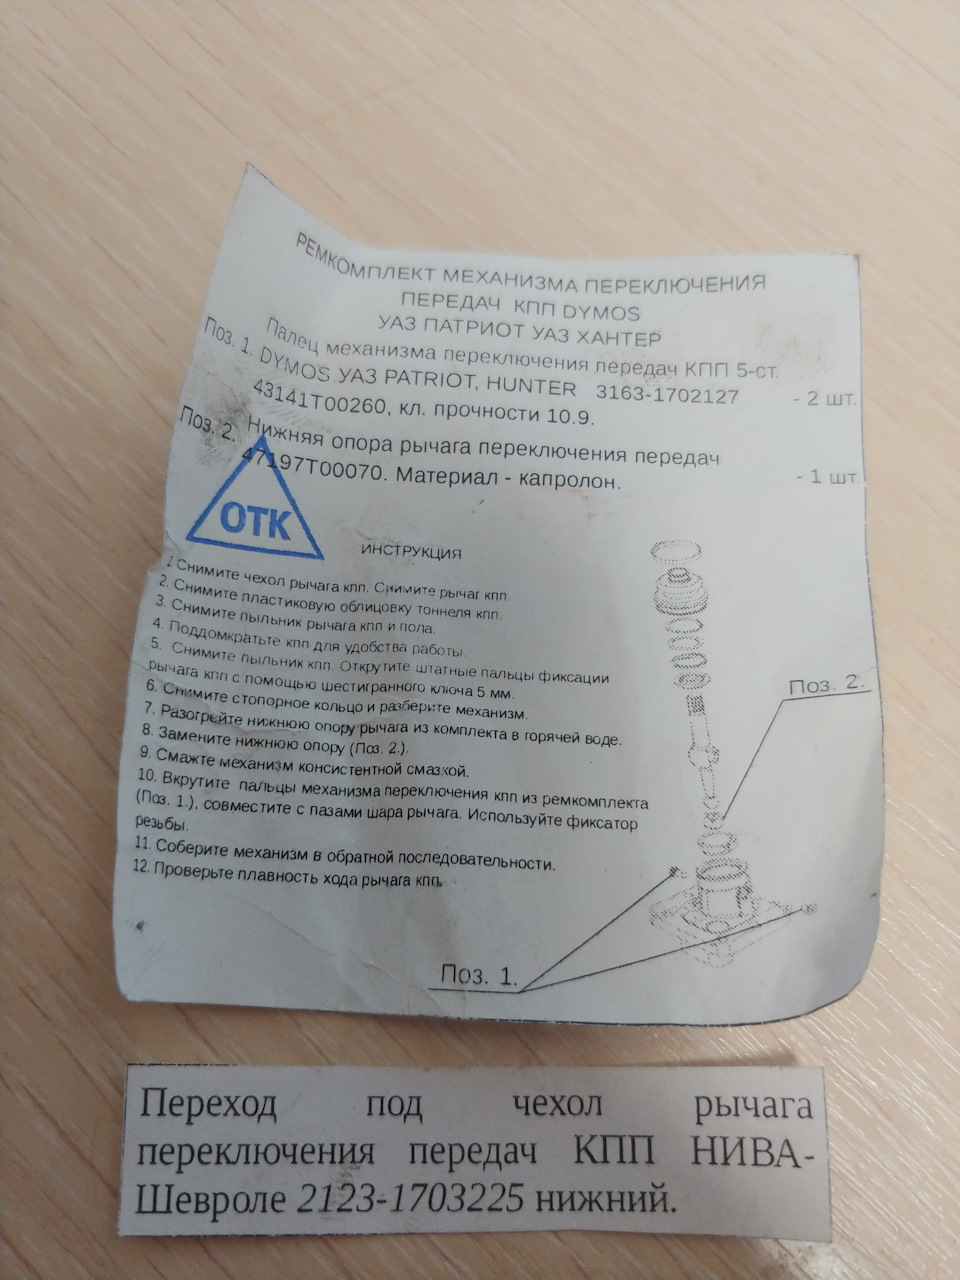 РЕМКОМПЛЕКТ МЕХАНИЗМА ПЕРЕКЛЮЧЕНИЯ
ПЕРЕДАЧ КПП DYMOS
УАЗ ПАТРИОТ УАЗ ХАНТЕР
Поз. 1. Палец механизма переключения передач КПП 5-ст.
DYMOS УАЗ PATRIOT, HUNTER 3163-1702127 - 2 шт.
43141T00260, кл. прочности 10.9.
Поз. 2. Нижняя опора рычага переключения передач
47197T00070. Материал - капролон. - 1 шт.
ОТК
ИНСТРУКЦИЯ
1 Снимите чехол рычага кпп. Снимите рычаг кпп.
2. Снимите пластиковую облицовку тоннеля кпп.
3. Снимите пыльник рычага кпп и пола.
4. Поддомкратьте кпп для удобства работы.
5. Снимите пыльник кпп. Открутите штатные пальцы фиксации
рычага кпп с помощью шестигранного ключа 5 мм.
6. Снимите стопорное кольцо и разберите механизм.
7. Разогрейте нижнюю опору рычага из комплекта в горячей воде.
8. Замените нижнюю опору (Поз. 2.).
9. Смажте механизм консистентной смазкой.
10. Вкрутите пальцы механизма переключения кпп из ремкомплекта
(Поз. 1.), совместите с пазами шара рычага. Используйте фиксатор
резьбы.
11. Соберите механизм в обратной последовательности.
12. Проверьте плавность хода рычага кпп.
Поз. 2.
Поз. 1.
Переход под чехол рычага
переключения передач КПП НИВА-
Шевроле 2123-1703225 нижний.